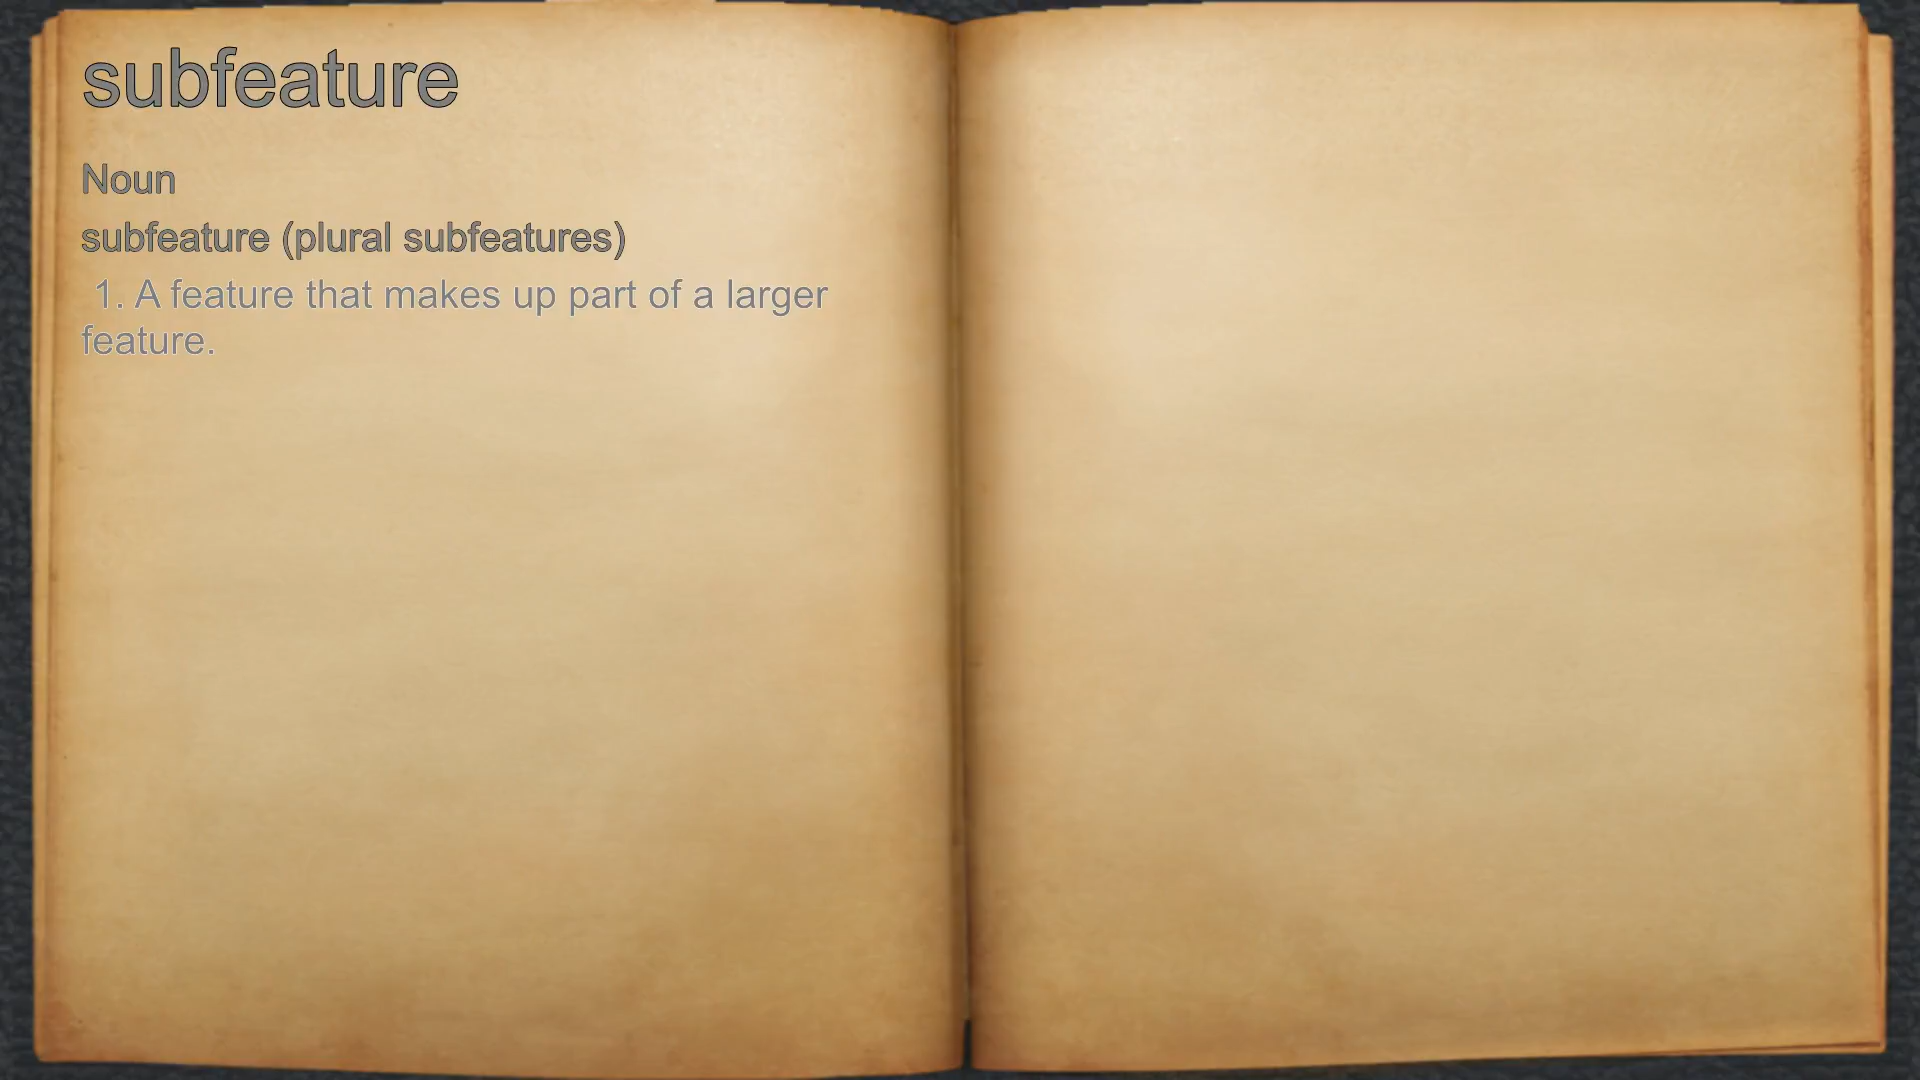 subfeature
Noun
subfeature (plural subfeatures)
1. A feature that makes up part of a larger
feature.